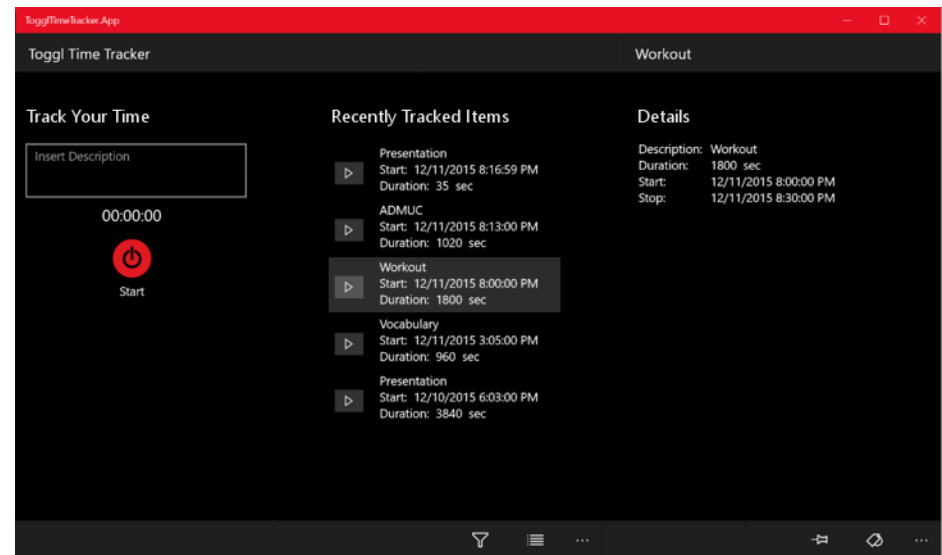 TogglTimeTracker.App
Toggl Time Tracker
Workout
Track Your Time
Insert Description
00:00:00
Start
Recently Tracked Items
Presentation
Start: 12/11/2015 8:16:59 PM
Duration: 35 sec
ADMUC
Start: 12/11/2015 8:13:00 PM
Duration: 1020 sec
Workout
Start: 12/11/2015 8:00:00 PM
Duration: 1800 sec
Vocabulary
Start: 12/11/2015 3:05:00 PM
Duration: 960 sec
Presentation
Start: 12/10/2015 6:03:00 PM
Duration: 3840 sec
Details
Description: Workout
Duration: 1800 sec
Start: 12/11/2015 8:00:00 PM
Stop: 12/11/2015 8:30:00 PM